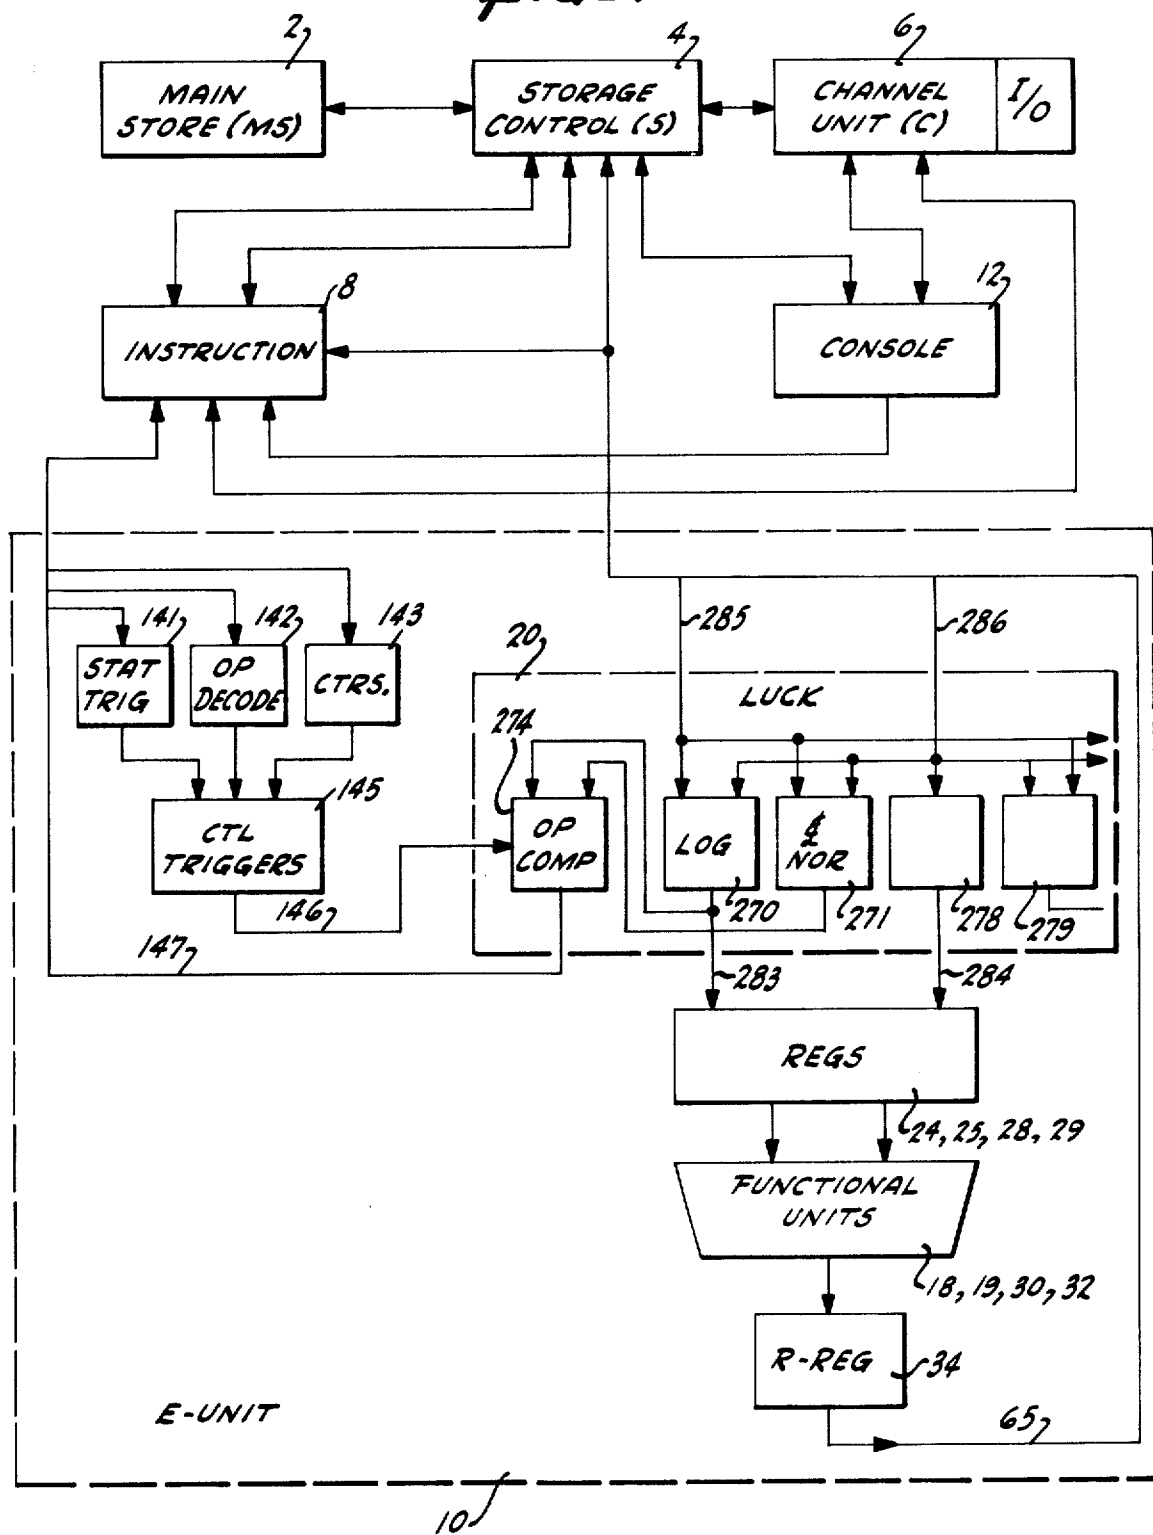 2
4
6
MAIN
STORE (MS)
STORAGE
CONTROL (S)
CHANNEL
UNIT (C)
I/O
8
12
INSTRUCTION
CONSOLE
141
142
143
285
286
20
STAT
TRIG
OP
DECODE
CTRS.
LUCK
274
145
CTL
TRIGGERS
OP
COMP
LOG
¢
NOR
146
270
271
278
279
147
283
284
REGS
24, 25, 28, 29
FUNCTIONAL
UNITS
18, 19, 30, 32
R-REG
34
E-UNIT
65
10